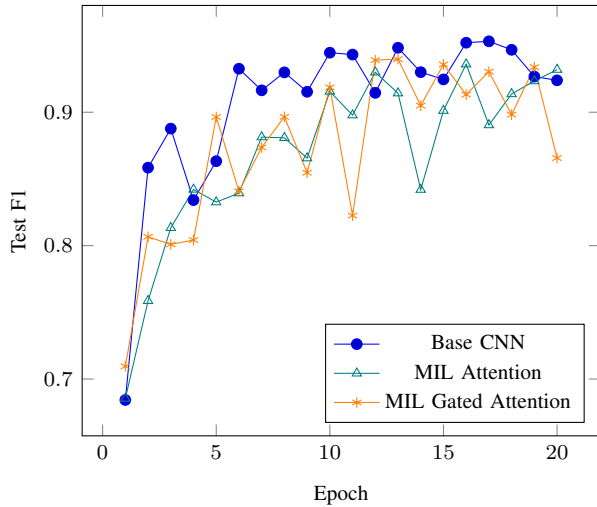 0.9
0.8
0.7
Test F1
Base CNN
MIL Attention
MIL Gated Attention
0
5
10
15
20
Epoch